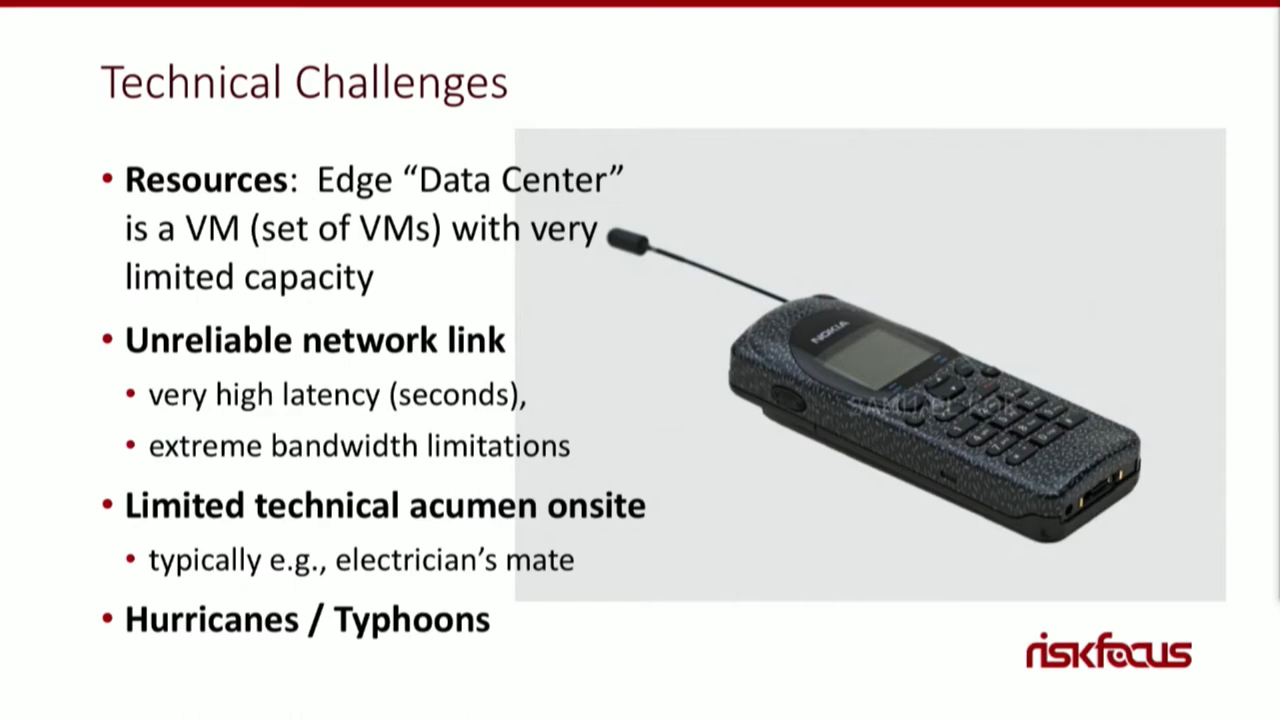 Technical Challenges
• Resources: Edge “Data Center”
is a VM (set of VMs) with very
limited capacity
• Unreliable network link
• very high latency (seconds),
• extreme bandwidth limitations
• Limited technical acumen onsite
• typically e.g., electrician’s mate
• Hurricanes / Typhoons
NOKIA
riskfocus